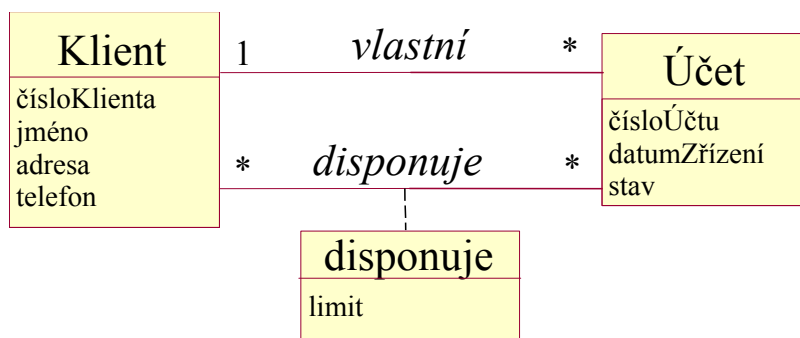 Klient
čísloKlienta
jméno
adresa
telefon
1 vlastní *
* disponuje *
Účet
čísloÚčtu
datumZřízení
stav
disponuje
limit